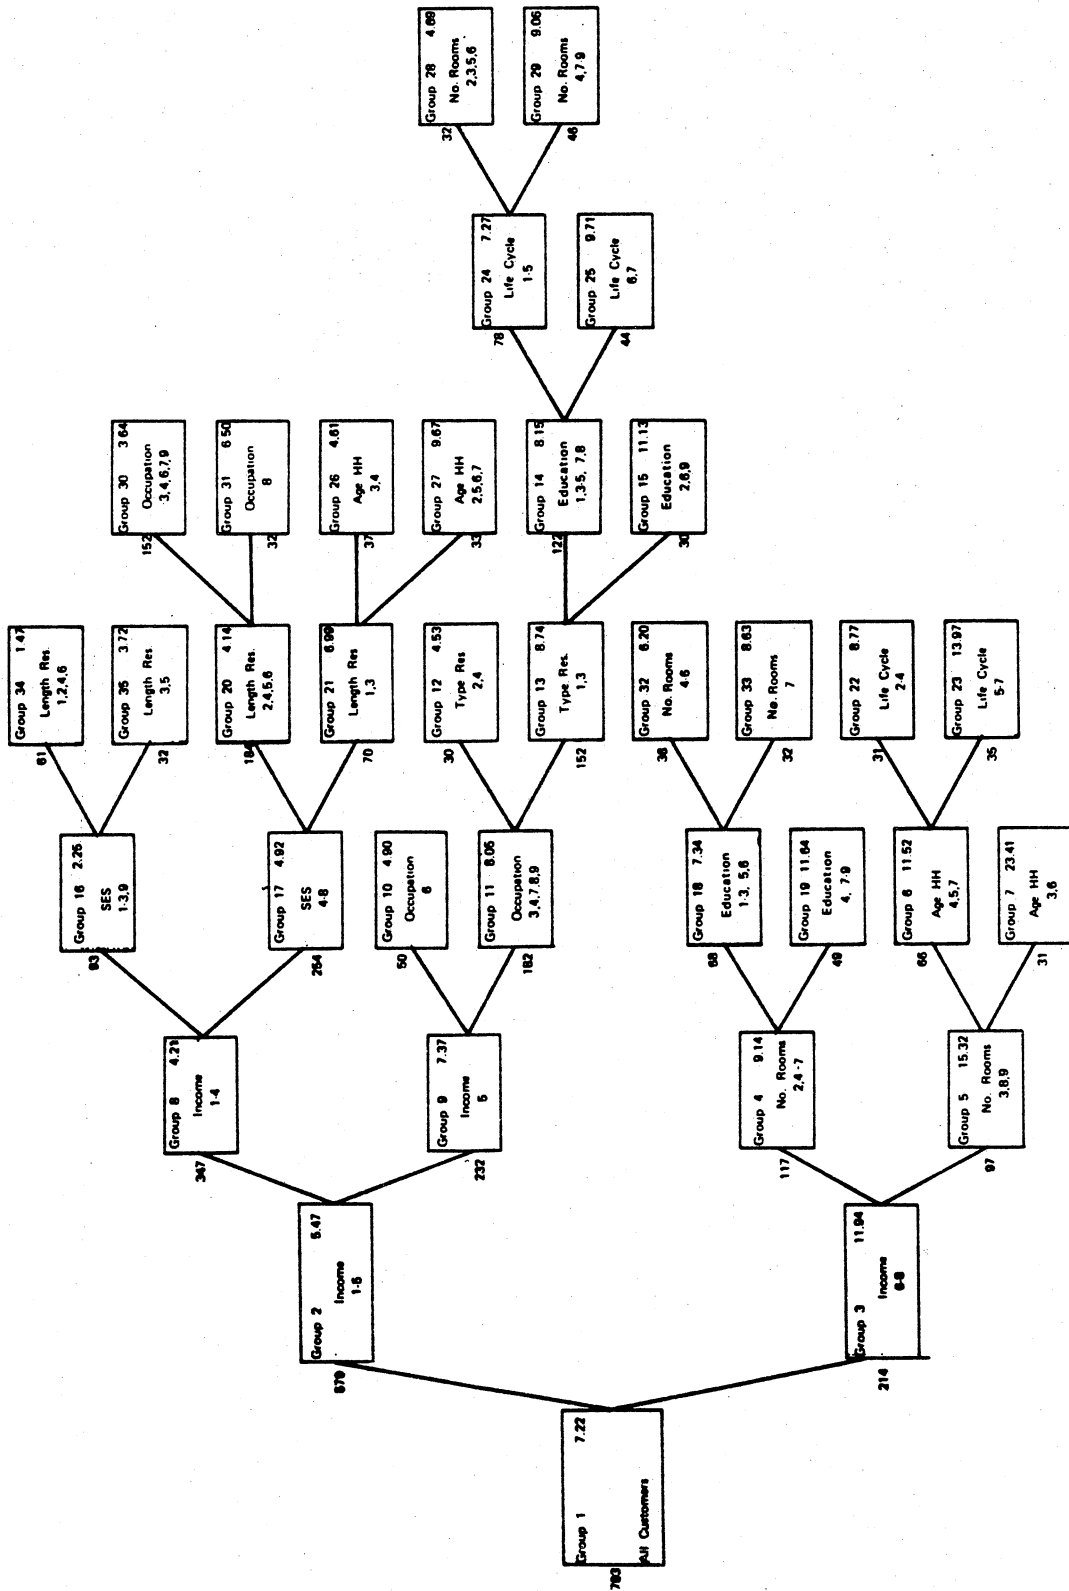 Group 28 4.69
No. Rooms
2,3,5,6
32
Group 29 9.06
No. Rooms
4,7-9
46
Group 24 7.27
Life Cycle
1-5
78
Group 25 9.71
Life Cycle
6,7
44
Group 30 3.64
Occupation
3,4,6,7,9
152
Group 31 6.50
Occupation
8
32
Group 26 4.61
Age HH
3,4
37
Group 27 9.67
Age HH
2,5,6,7
33
Group 14 8.15
Education
1,3-5, 7,8
122
Group 15 11.13
Education
2,6,9
30
Group 34 1.47
Length Res.
1,2,4,6
61
Group 35 3.72
Length Res.
3,5
32
Group 20 4.14
Length Res.
2,4,5,6
184
Group 21 6.99
Length Res
1,3
70
Group 12 4.53
Type Res
2,4
30
Group 13 8.74
Type. Res.
1,3
152
Group 32 6.20
No. Rooms
4-6
36
Group 33 8.63
No. Rooms
7
32
Group 22 8.77
Life Cycle
2-4
31
Group 23 13.97
Life Cycle
5-7
35
Group 16 2.25
SES
1-3,9
93
Group 17 4.92
SES
4-8
254
Group 10 4.90
Occupation
6
50
Group 11 8.05
Occupation
3,4,7,8,9
182
Group 18 7.34
Education
1-3, 5,6
68
Group 19 11.64
Education
4, 7-9
49
Group 6 11.52
Age HH
4,5,7
66
Group 7 23.41
Age HH
3,6
31
Group 8 4.21
Income
1-4
347
Group 9 7.37
Income
5
232
Group 4 9.14
No. Rooms
2,4-7
117
Group 5 15.32
No. Rooms
3,8,9
97
Group 2 5.47
Income
1-5
579
Group 3 11.94
Income
6-8
214
Group 1 7.22
All Customers
793